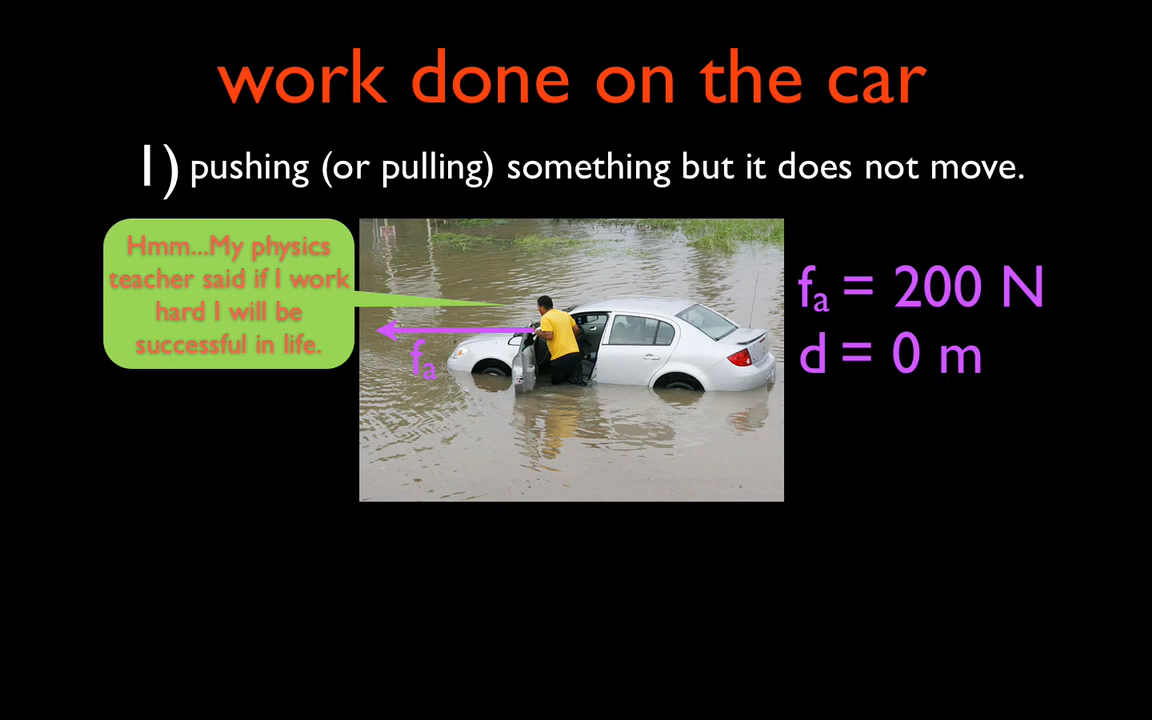 work done on the car
1) pushing (or pulling) something but it does not move.
Hmm...My physics
teacher said if I work
hard I will be
successful in life.
fa
fa = 200 N
d = 0 m